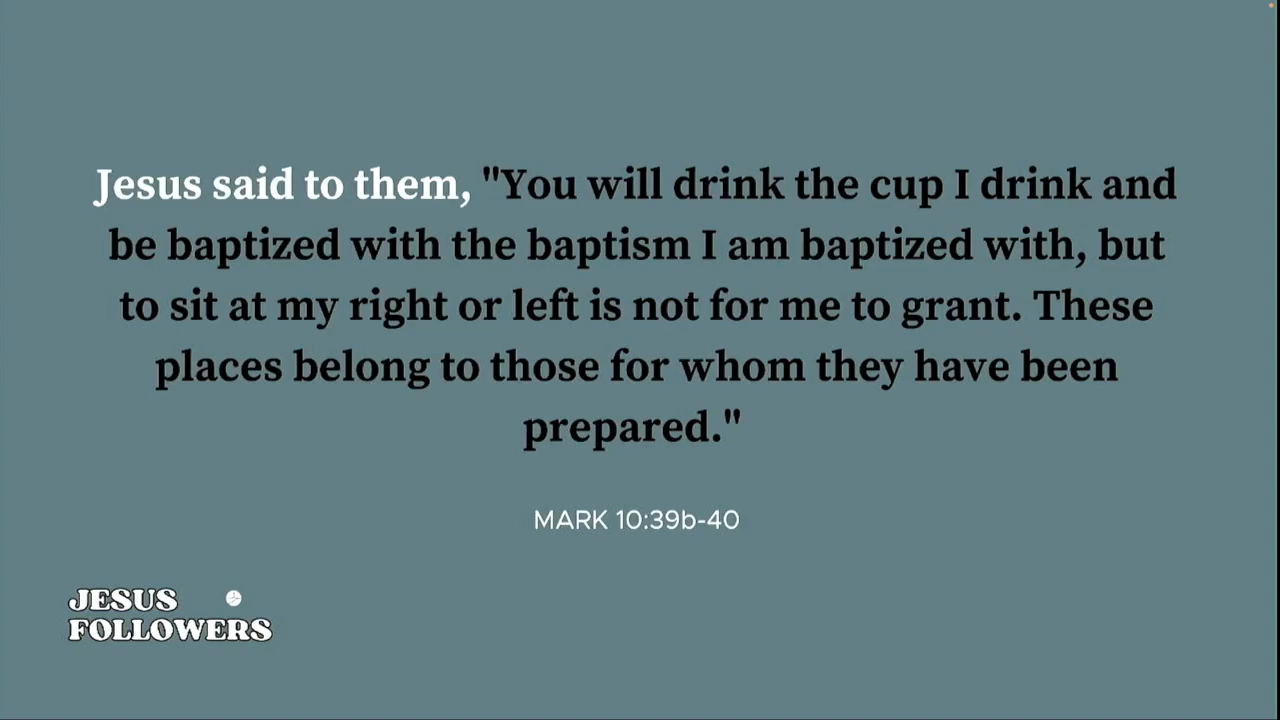 Jesus said to them, "You will drink the cup I drink and
be baptized with the baptism I am baptized with, but
to sit at my right or left is not for me to grant. These
places belong to those for whom they have been
prepared."
MARK 10:39b-40
JESUS
FOLLOWERS